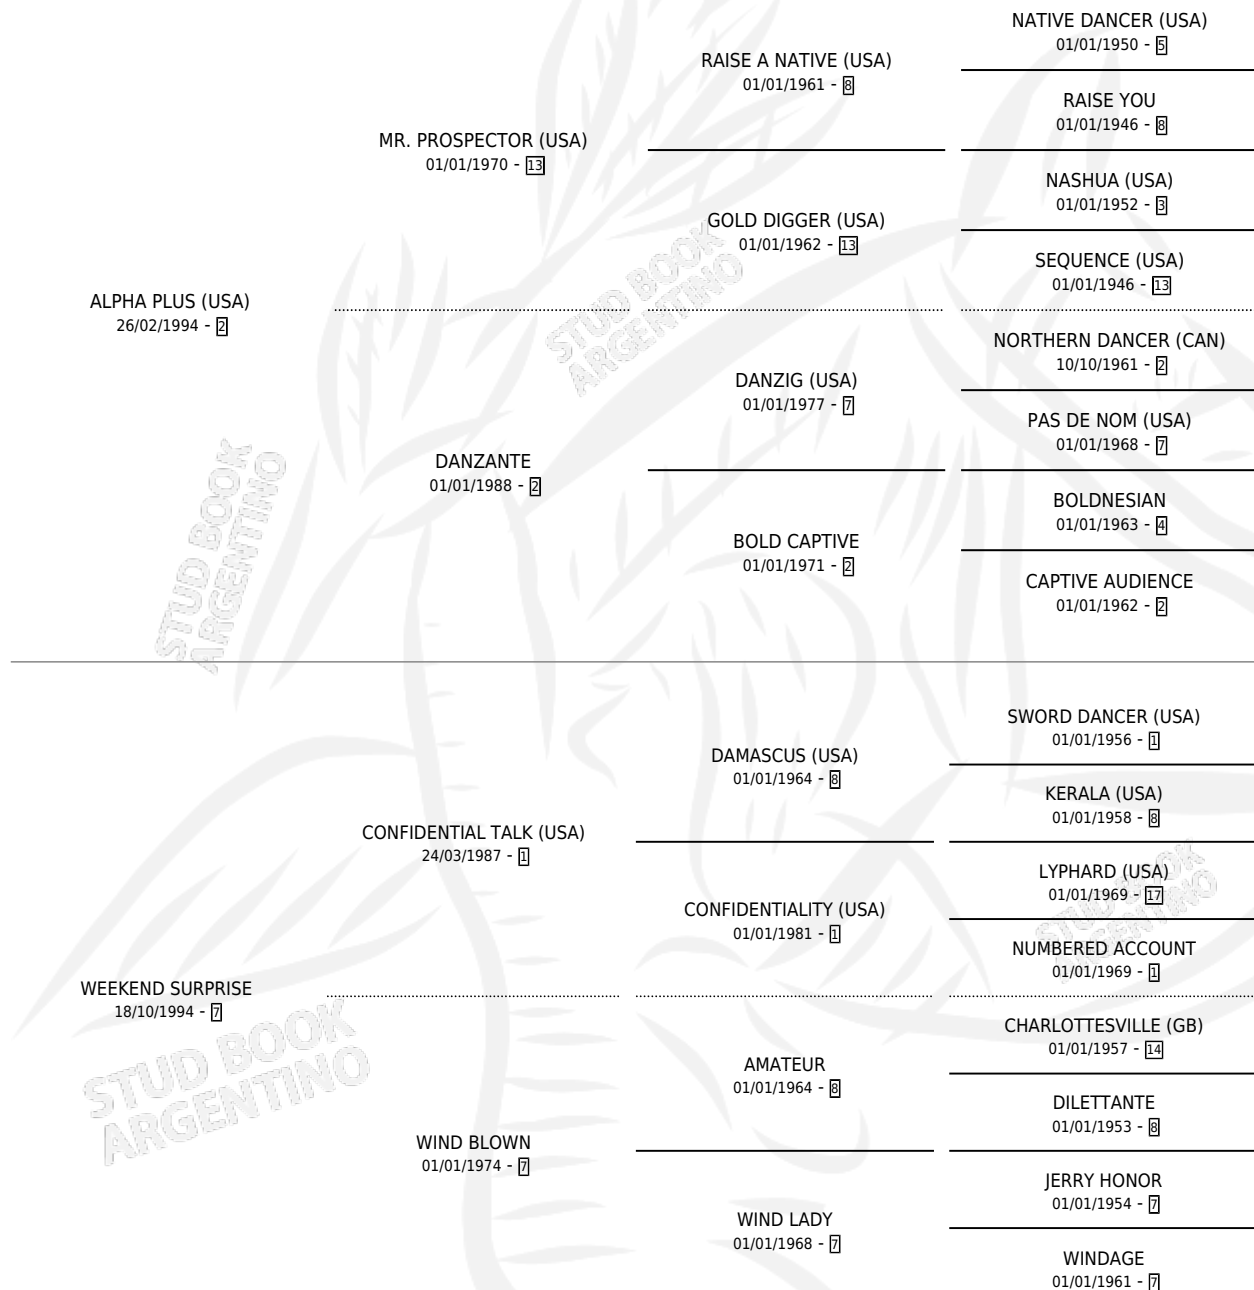 NATIVE DANCER (USA)
01/01/1950 - 5
RAISE A NATIVE (USA)
01/01/1961 - 8
RAISE YOU
01/01/1946 - 8
MR. PROSPECTOR (USA)
01/01/1970 - 13
NASHUA (USA)
01/01/1952 - 3
GOLD DIGGER (USA)
01/01/1962 - 13
SEQUENCE (USA)
01/01/1946 - 13
ALPHA PLUS (USA)
26/02/1994 - 2
STUD BOOK
ARGENTINO
NORTHERN DANCER (CAN)
10/10/1961 - 2
DANZIG (USA)
01/01/1977 - 7
PAS DE NOM (USA)
01/01/1968 - 7
DANZANTE
01/01/1988 - 2
BOLDNESIAN
01/01/1963 - 4
BOLD CAPTIVE
01/01/1971 - 2
CAPTIVE AUDIENCE
01/01/1962 - 2
STUD BOOK
ARGENTINO
SWORD DANCER (USA)
01/01/1956 - 1
DAMASCUS (USA)
01/01/1964 - 8
KERALA (USA)
01/01/1958 - 8
CONFIDENTIAL TALK (USA)
24/03/1987 - 1
LYPHARD (USA)
01/01/1969 - 17
CONFIDENTIALITY (USA)
01/01/1981 - 1
NUMBERED ACCOUNT
01/01/1969 - 1
STUD BOOK
ARGENTINO
WEEKEND SURPRISE
18/10/1994 - 7
STUD BOOK
ARGENTINO
CHARLOTTESVILLE (GB)
01/01/1957 - 14
AMATEUR
01/01/1964 - 8
DILETTANTE
01/01/1953 - 8
WIND BLOWN
01/01/1974 - 7
JERRY HONOR
01/01/1954 - 7
WIND LADY
01/01/1968 - 7
WINDAGE
01/01/1961 - 7